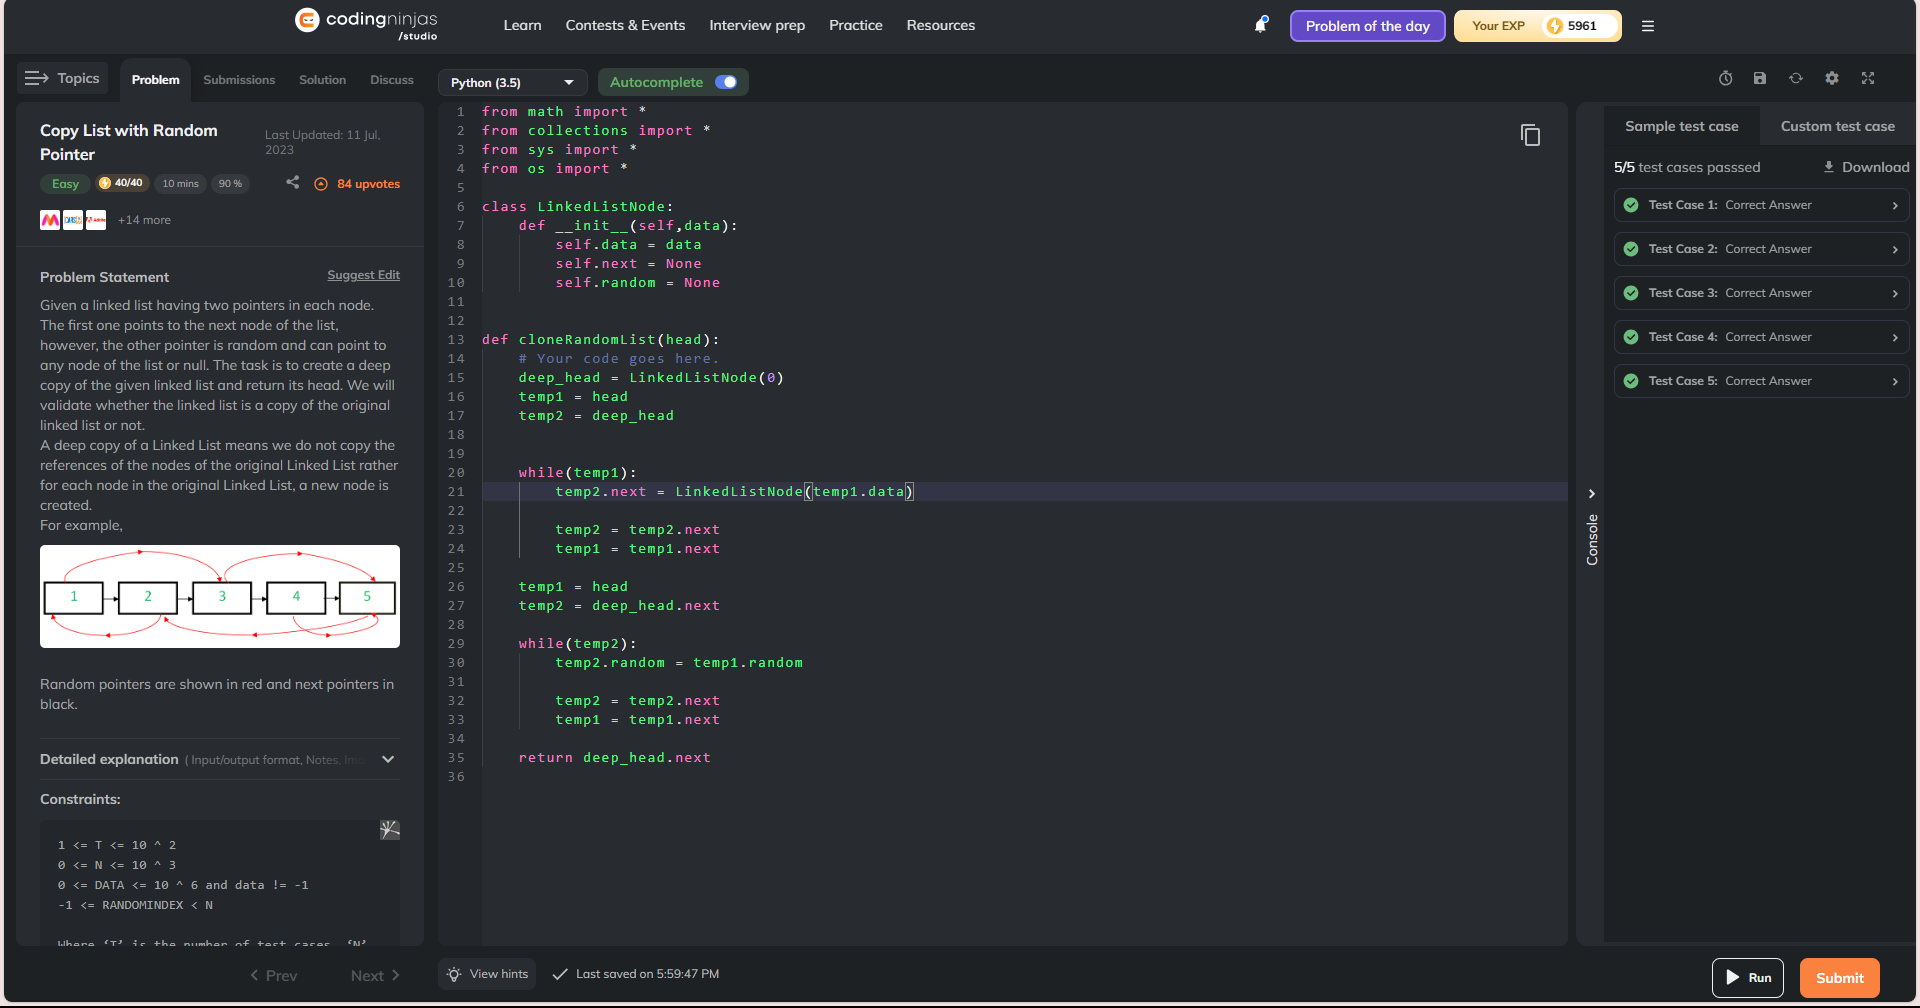 codingninjas
/studio
Learn
Contests & Events
Interview prep
Practice
Resources
Problem of the day
Your EXP
5961
Topics
Problem
Submissions
Solution
Discuss
Python (3.5)
Autocomplete
Copy List with Random
Pointer
Last Updated: 11 Jul,
2023
Easy
40/40
10 mins
90 %
84 upvotes
+14 more
Problem Statement
Suggest Edit
Given a linked list having two pointers in each node.
The first one points to the next node of the list,
however, the other pointer is random and can point to
any node of the list or null. The task is to create a deep
copy of the given linked list and return its head. We will
validate whether the linked list is a copy of the original
linked list or not.
A deep copy of a Linked List means we do not copy the
references of the nodes of the original Linked List rather
for each node in the original Linked List, a new node is
created.
For example,
1 2 3 4 5
Random pointers are shown in red and next pointers in
black.
Detailed explanation ( Input/output format, Notes,
Constraints:
1 <= T <= 10 ^ 2
0 <= N <= 10 ^ 3
0 <= DATA <= 10 ^ 6 and data != -1
-1 <= RANDOMINDEX < N
Where ‘T’ is the number of test cases, ‘N’
Prev
Next
1 from math import *
2 from collections import *
3 from sys import *
4 from os import *
5
6 class LinkedListNode:
7     def __init__(self,data):
8         self.data = data
9         self.next = None
10         self.random = None
11
12
13 def cloneRandomList(head):
14     # Your code goes here.
15     deep_head = LinkedListNode(0)
16     temp1 = head
17     temp2 = deep_head
18
19
20     while(temp1):
21         temp2.next = LinkedListNode(temp1.data)
22
23         temp2 = temp2.next
24         temp1 = temp1.next
25
26     temp1 = head
27     temp2 = deep_head.next
28
29     while(temp2):
30         temp2.random = temp1.random
31
32         temp2 = temp2.next
33         temp1 = temp1.next
34
35     return deep_head.next
36
View hints
Last saved on 5:59:47 PM
Console
Sample test case
Custom test case
5/5 test cases passsed
Download
Test Case 1: Correct Answer
Test Case 2: Correct Answer
Test Case 3: Correct Answer
Test Case 4: Correct Answer
Test Case 5: Correct Answer
Run
Submit